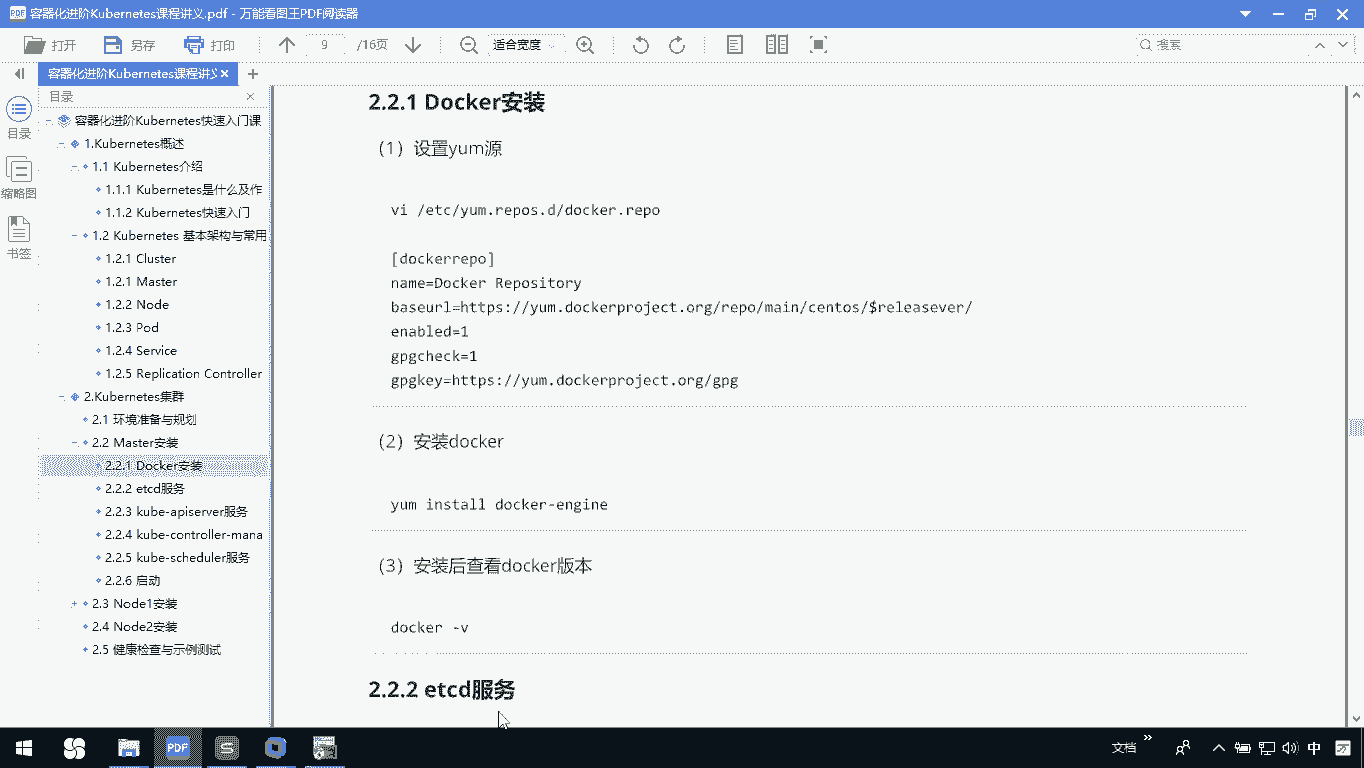 容器化进阶Kubernetes课程讲义.pdf - 万能看图王PDF阅读器
打开 另存 打印 9 /16页 适合宽度 搜索
容器化进阶Kubernetes课程讲义
目录
目录
缩略图
书签
容器化进阶Kubernetes快速入门课
1.Kubernetes概述
1.1 Kubernetes介绍
1.1.1 Kubernetes是什么及作
1.1.2 Kubernetes快速入门
1.2 Kubernetes 基本架构与常用
1.2.1 Cluster
1.2.1 Master
1.2.2 Node
1.2.3 Pod
1.2.4 Service
1.2.5 Replication Controller
2.Kubernetes集群
2.1 环境准备与规划
2.2 Master安装
2.2.1 Docker安装
2.2.2 etcd服务
2.2.3 kube-apiserver服务
2.2.4 kube-controller-mana
2.2.5 kube-scheduler服务
2.2.6 启动
2.3 Node1安装
2.4 Node2安装
2.5 健康检查与示例测试
2.2.1 Docker安装
（1）设置yum源
vi /etc/yum.repos.d/docker.repo
[dockerrepo]
name=Docker Repository
baseurl=https://yum.dockerproject.org/repo/main/centos/$releasever/
enabled=1
gpgcheck=1
gpgkey=https://yum.dockerproject.org/gpg
（2）安装docker
yum install docker-engine
（3）安装后查看docker版本
docker -v
2.2.2 etcd服务
PDF
文档
中